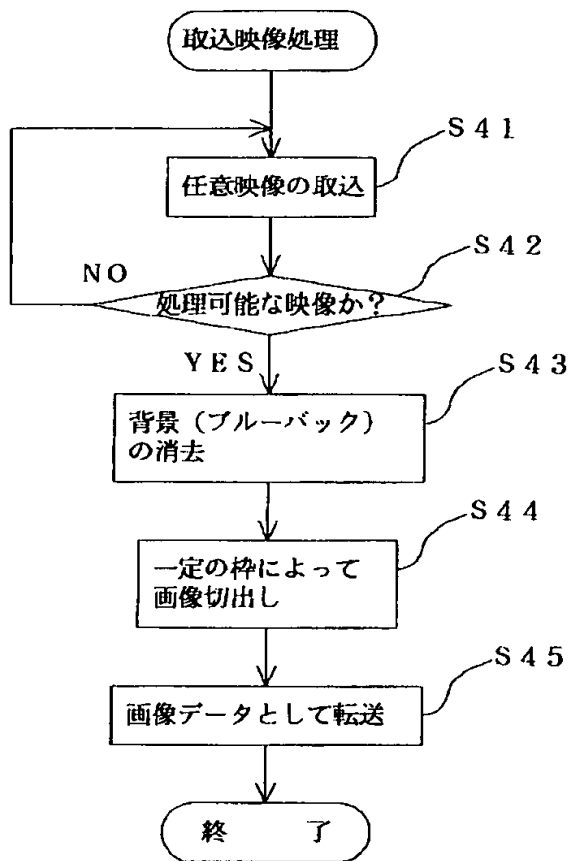 取込映像処理
S41
任意映像の取込
S42
NO
処理可能な映像か?
YES
S43
背景(ブルーバック)
の消去
S44
一定の枠によって
画像切出し
S45
画像データとして転送
終 了